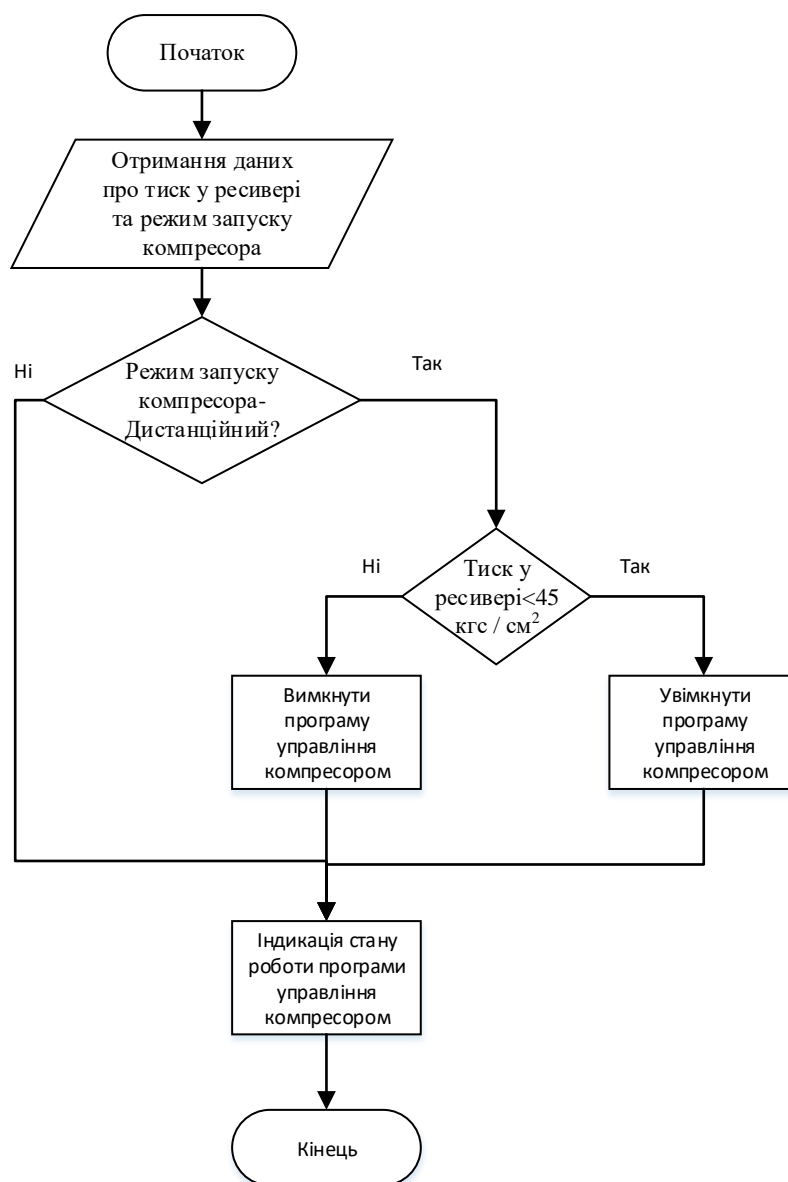 Початок
Отримання даних
про тиск у ресивері
та режим запуску
компресора
Ні
Так
Режим запуску
компресора-
Дистанційний?
Ні
Так
Тиск у
ресивері<45
кгс / см²
Вимкнути
програму
управління
компресором
Увімкнути
програму
управління
компресором
Індикація стану
роботи програми
управління
компресором
Кінець